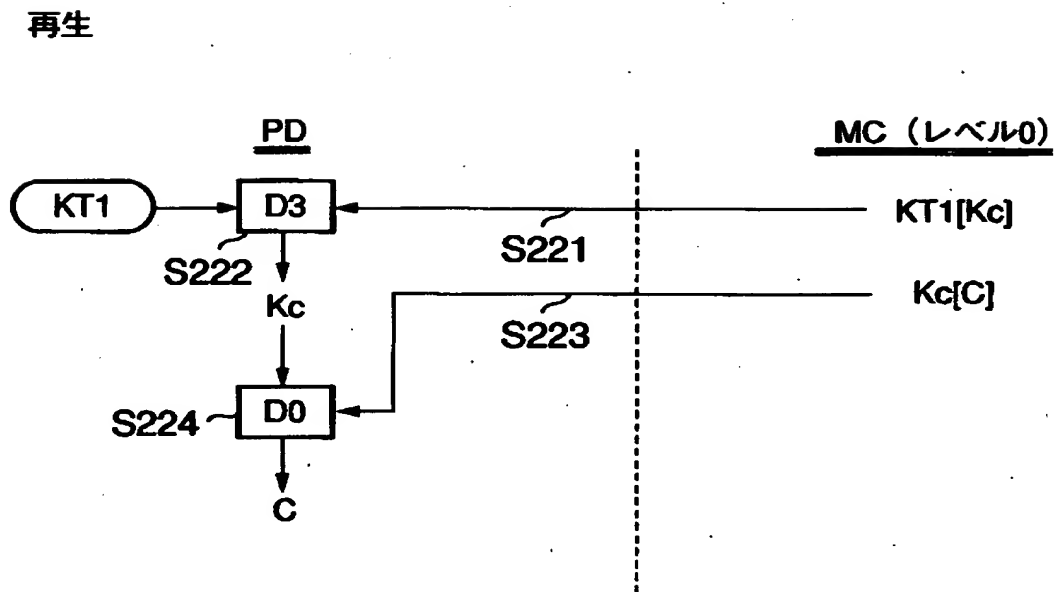 再生
PD
MC（レベル0）
KT1
D3
KT1[Kc]
S221
S222
Kc
Kc[C]
S223
D0
S224
C